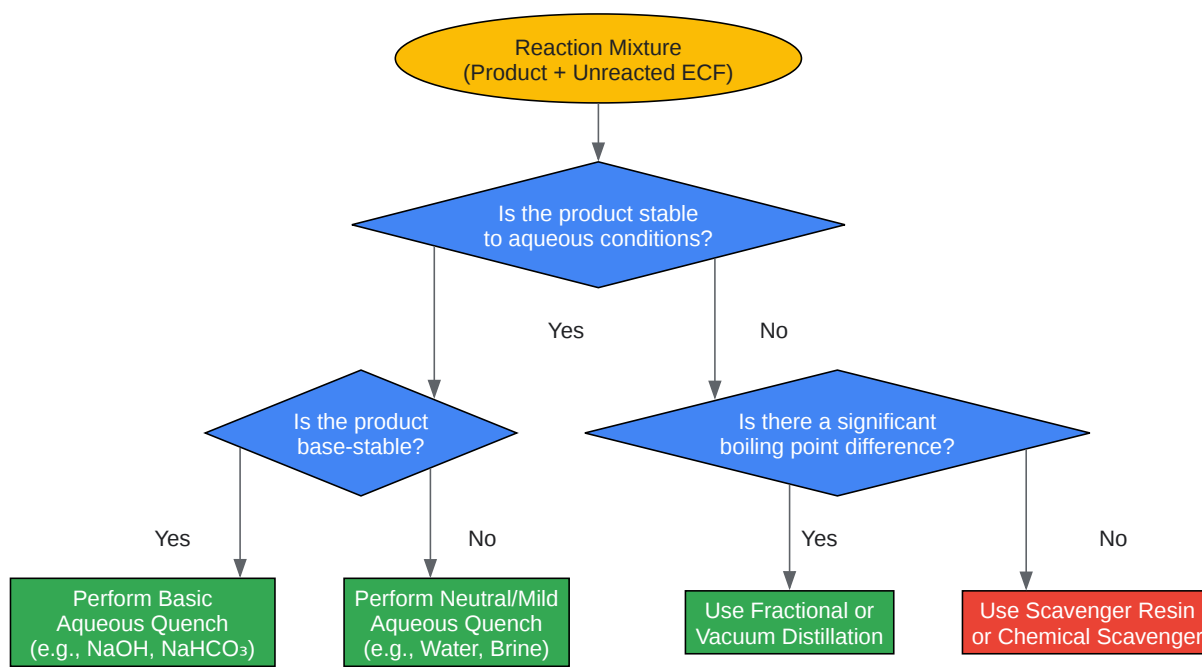 Reaction Mixture
(Product + Unreacted ECF)
Is the product stable
to aqueous conditions?
Yes
No
Is the product
base-stable?
Is there a significant
boiling point difference?
Yes
No
Yes
No
Perform Basic
Aqueous Quench
(e.g., NaOH, NaHCO₃)
Perform Neutral/Mild
Aqueous Quench
(e.g., Water, Brine)
Use Fractional or
Vacuum Distillation
Use Scavenger Resin
or Chemical Scavenger